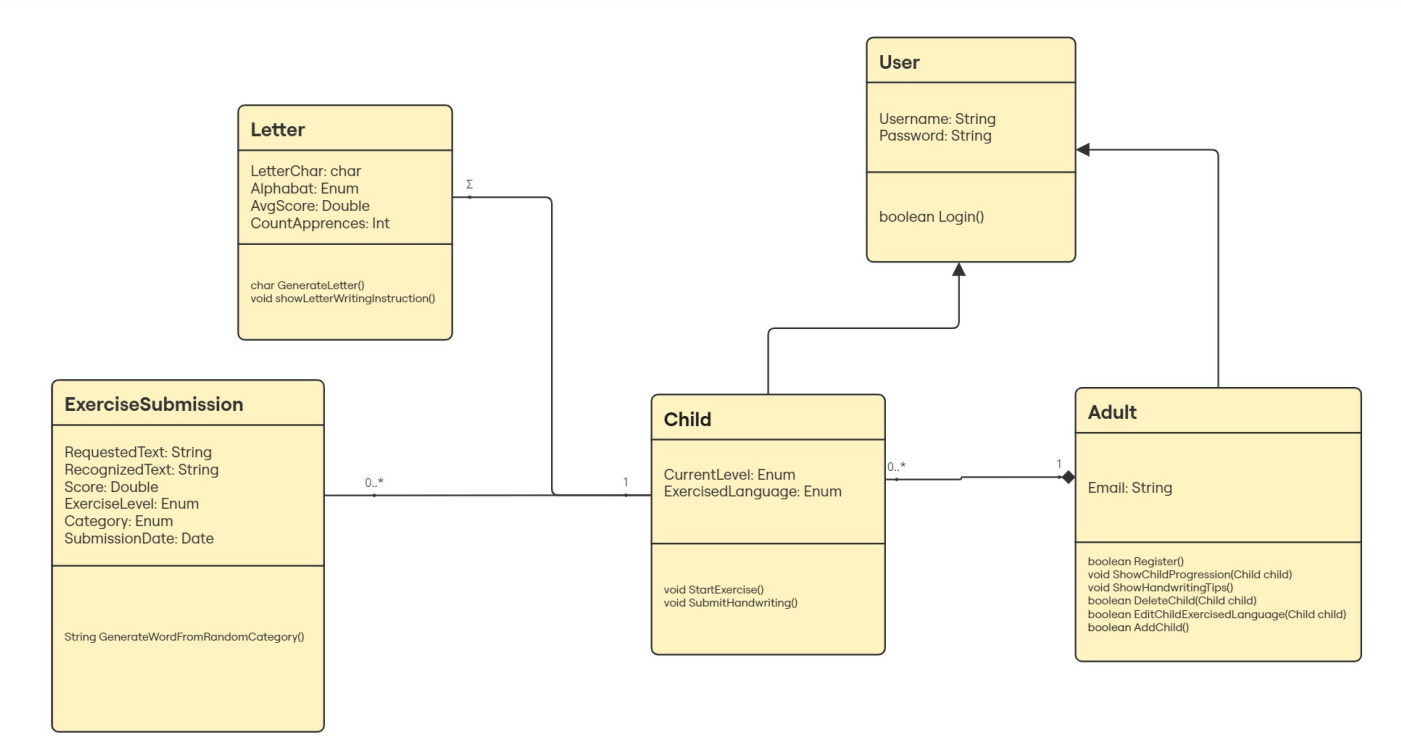 User
Username: String
Password: String
boolean Login()
Letter
LetterChar: char
Alphabat: Enum
AvgScore: Double
CountApprences: Int
char GenerateLetter()
void showLetterWritingInstruction()
Σ
ExerciseSubmission
RequestedText: String
RecognizedText: String
Score: Double
ExerciseLevel: Enum
Category: Enum
SubmissionDate: Date
String GenerateWordFromRandomCategory()
0..*
1
Child
CurrentLevel: Enum
ExercisedLanguage: Enum
void StartExercise()
void SubmitHandwriting()
0..*
1
Adult
Email: String
boolean Register()
void ShowChildProgression(Child child)
void ShowHandwritingTips()
boolean DeleteChild(Child child)
boolean EditChildExercisedLanguage(Child child)
boolean AddChild()